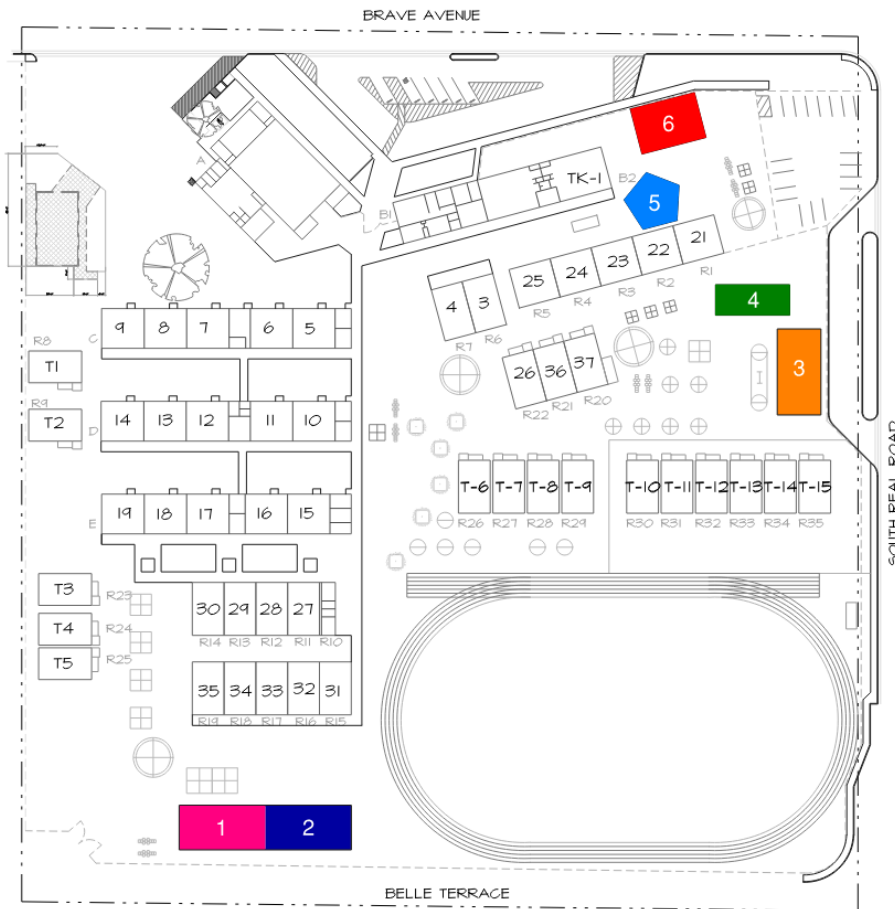 BRAVE AVENUE
6
A
TK-1
B2
5
B1
21
22
23
24
25
R1
R2
R3
R4
R5
4
3
4
3
R6
R7
9
8
7
6
5
C
R8
T1
37
36
26
R20
R21
R22
R9
T2
14
13
12
11
10
D
SOUTH REAL ROAD
T-6
T-7
T-8
T-9
T-10
T-11
T-12
T-13
T-14
T-15
R26
R27
R28
R29
R30
R31
R32
R33
R34
R35
19
18
17
16
15
E
T3
R23
30
29
28
27
T4
R24
R14
R13
R12
R11
R10
T5
R25
35
34
33
32
31
R19
R18
R17
R16
R15
1
2
BELLE TERRACE